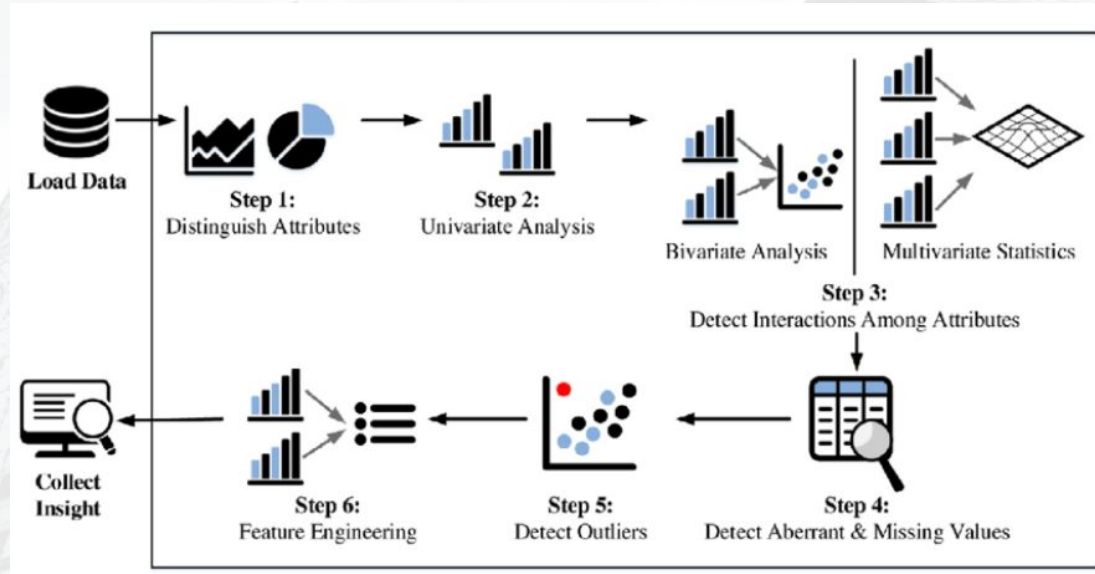 Load Data
Step 1:
Distinguish Attributes
Step 2:
Univariate Analysis
Bivariate Analysis
Multivariate Statistics
Step 3:
Detect Interactions Among Attributes
Step 4:
Detect Aberrant & Missing Values
Step 5:
Detect Outliers
Step 6:
Feature Engineering
Collect
Insight